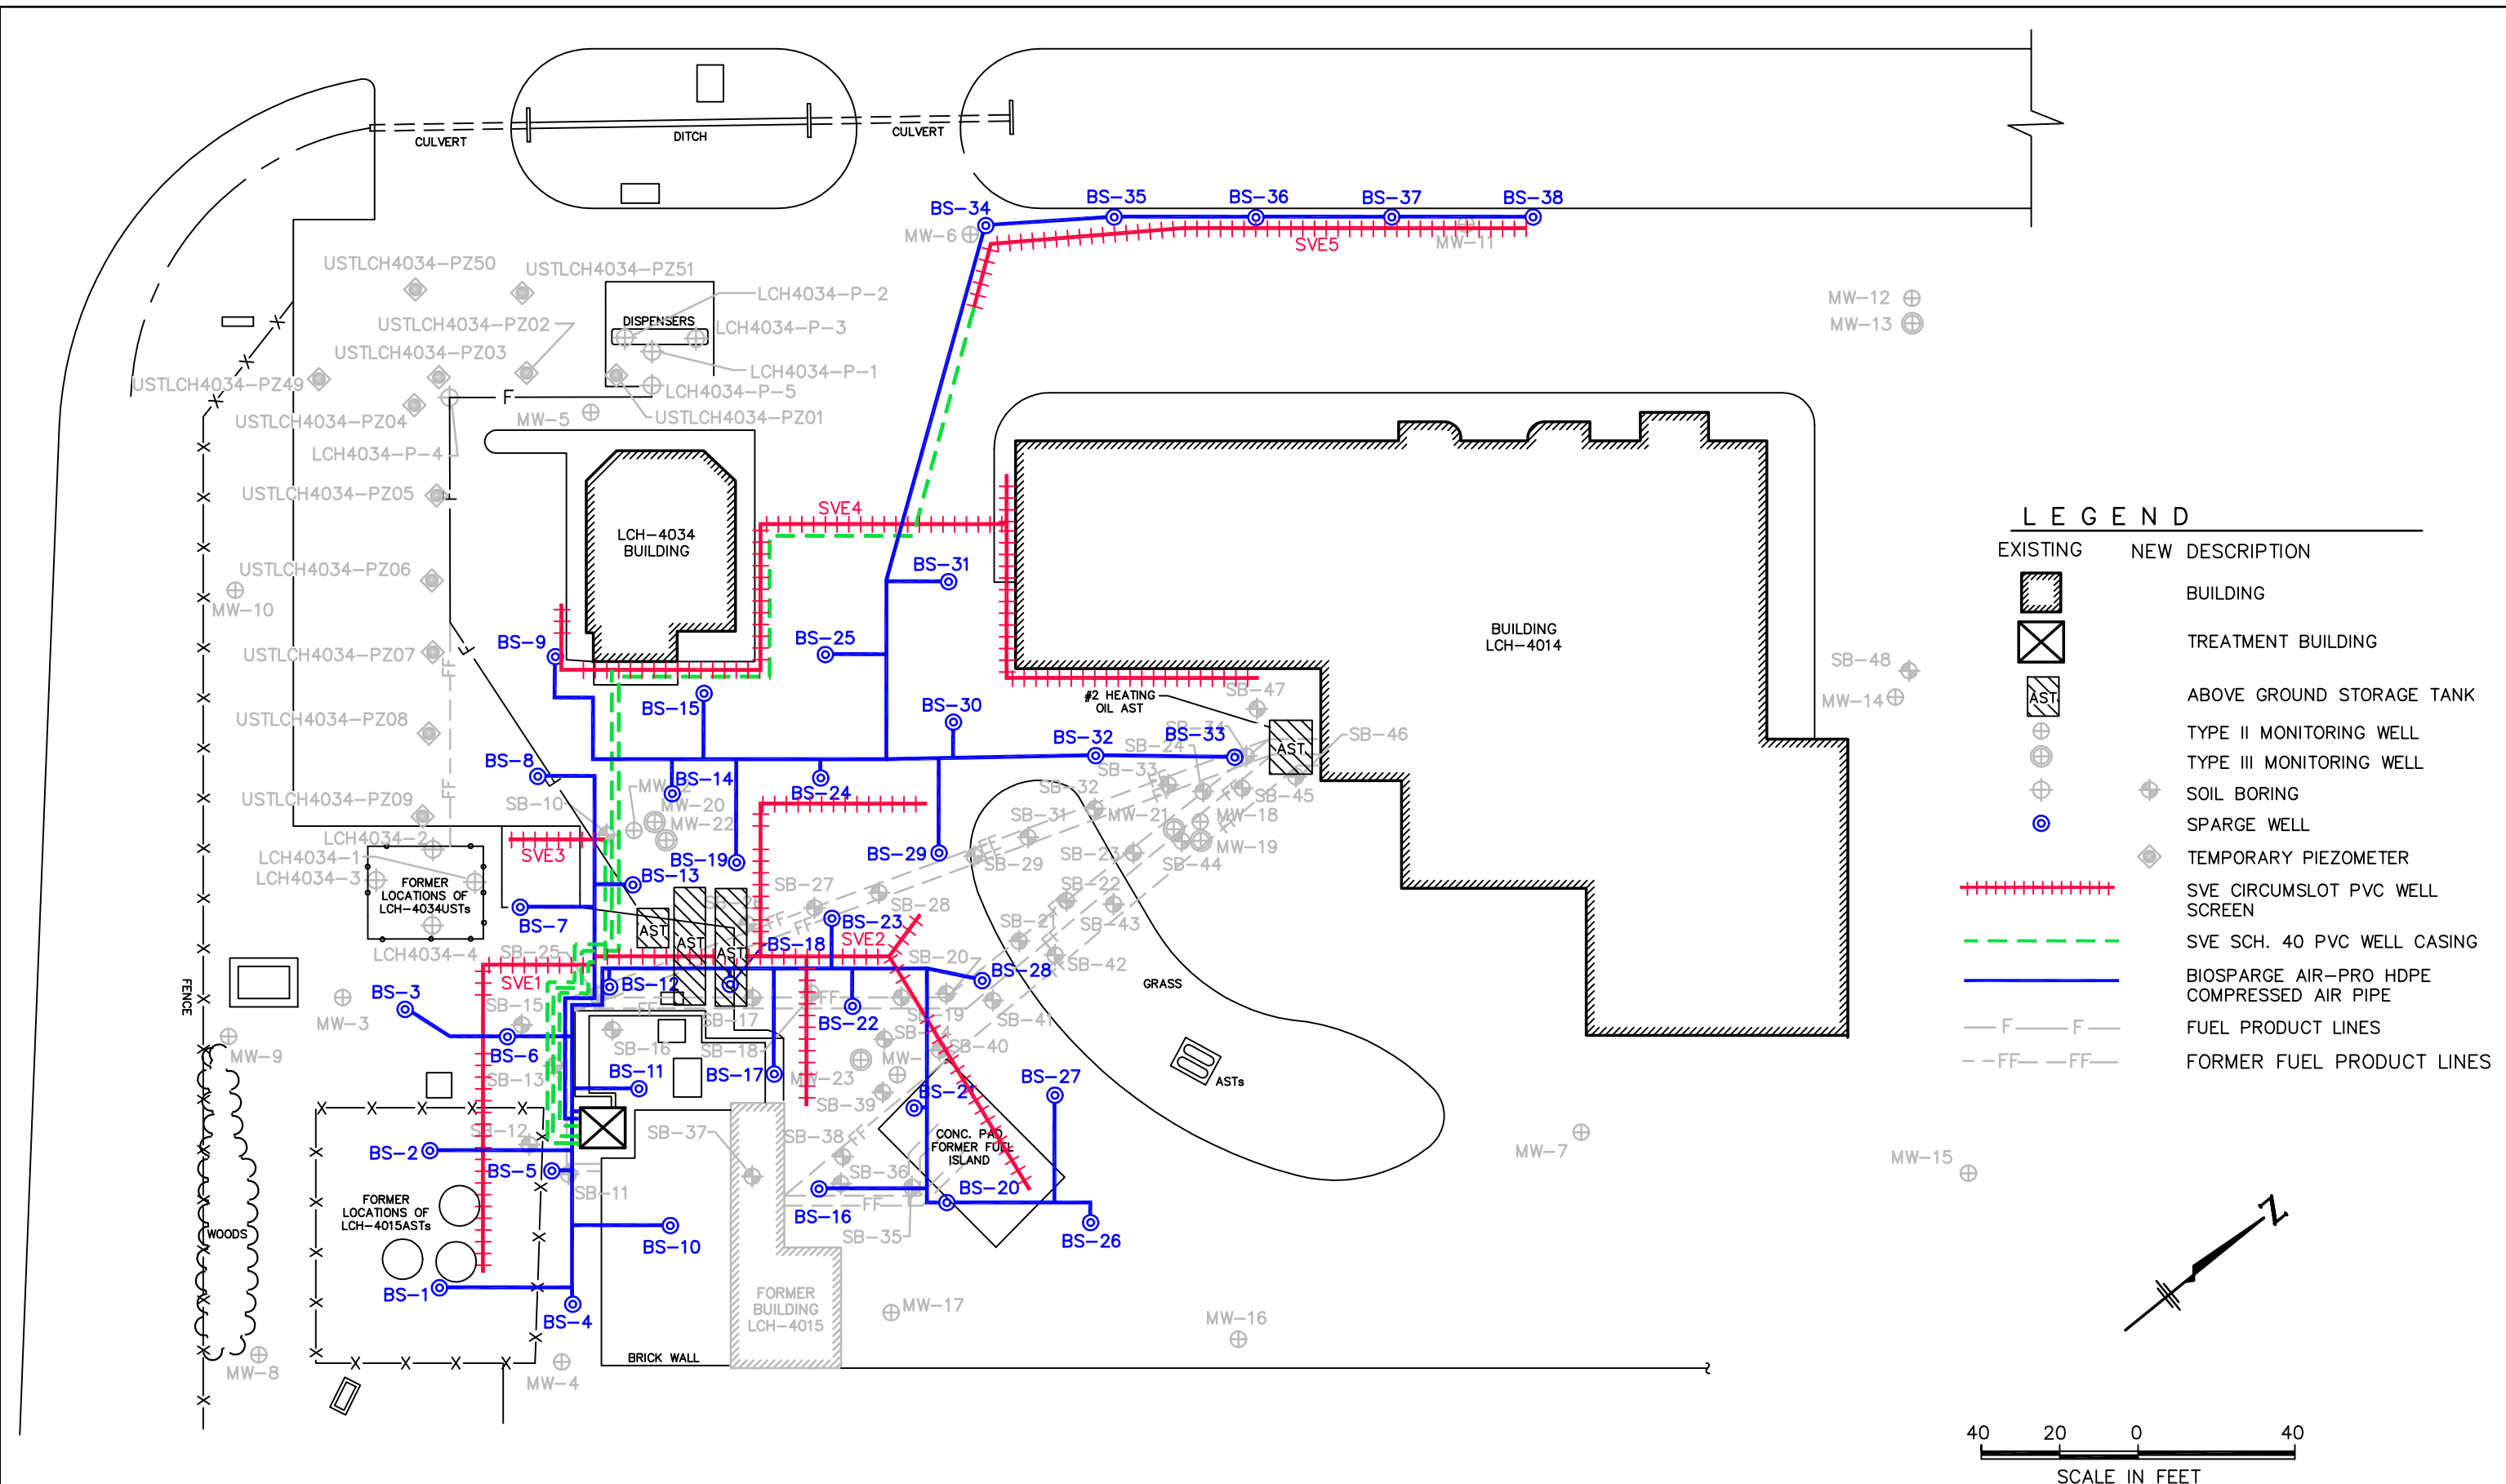 CULVERT
DITCH
CULVERT
BS-34
BS-35
BS-36
BS-37
BS-38
MW-6
SVE5
MW-11
USTLCH4034-PZ50
USTLCH4034-PZ51
LCH4034-P-2
MW-12
MW-13
DISPENSERS
USTLCH4034-PZ02
LCH4034-P-3
USTLCH4034-PZ03
LCH4034-P-1
USTLCH4034-PZ49
LCH4034-P-5
F
USTLCH4034-PZ04
MW-5
USTLCH4034-PZ01
LCH4034-P-4
USTLCH4034-PZ05
F
SVE4
LCH-4034
BUILDING
BS-31
USTLCH4034-PZ06
MW-10
BS-9
BS-25
BUILDING
LCH-4014
USTLCH4034-PZ07
F
FF
SB-48
MW-14
#2 HEATING
OIL AST
SB-47
BS-15
BS-30
USTLCH4034-PZ08
BS-32
BS-33
SB-34
SB-24
SB-46
AST
BS-8
F
FF
BS-14
BS-24
SB-33
SB-32
SB-45
USTLCH4034-PZ09
SB-10
MW-20
MW-22
SB-31
MW-21
MW-18
LCH4034-2
LCH4034-1
LCH4034-3
SVE3
BS-19
BS-29
SB-29
SB-23
SB-44
MW-19
FORMER
LOCATIONS OF
LCH-4034USTs
BS-13
SB-27
SB-28
SB-22
BS-7
AST
AST
AST
BS-23
SB-21
SB-43
LCH4034-4
SB-25
BS-18
SVE2
SB-20
SB-42
SVE1
BS-12
BS-28
GRASS
FENCE
BS-3
MW-3
SB-15
SB-17
BS-22
SB-19
SB-41
MW-9
BS-6
SB-16
SB-18
SB-40
SB-13
BS-11
BS-17
MW-23
BS-27
ASTs
SB-39
SB-12
SB-37
SB-38
CONC. PAD
FORMER FUEL
ISLAND
MW-7
MW-15
BS-2
BS-5
SB-11
SB-36
BS-20
FF
FORMER
LOCATIONS OF
LCH-4015ASTs
BS-16
SB-35
BS-26
WOODS
BS-10
BS-1
BS-4
FORMER
BUILDING
LCH-4015
MW-17
MW-16
BRICK WALL
MW-8
MW-4
LEGEND
EXISTING NEW DESCRIPTION
BUILDING
TREATMENT BUILDING
AST ABOVE GROUND STORAGE TANK
TYPE II MONITORING WELL
TYPE III MONITORING WELL
SOIL BORING
SPARGE WELL
TEMPORARY PIEZOMETER
SVE CIRCUMSLOT PVC WELL
SCREEN
SVE SCH. 40 PVC WELL CASING
BIOSPARGE AIR-PRO HDPE
COMPRESSED AIR PIPE
F F FUEL PRODUCT LINES
FF FF FORMER FUEL PRODUCT LINES
N
40 20 0 40
SCALE IN FEET